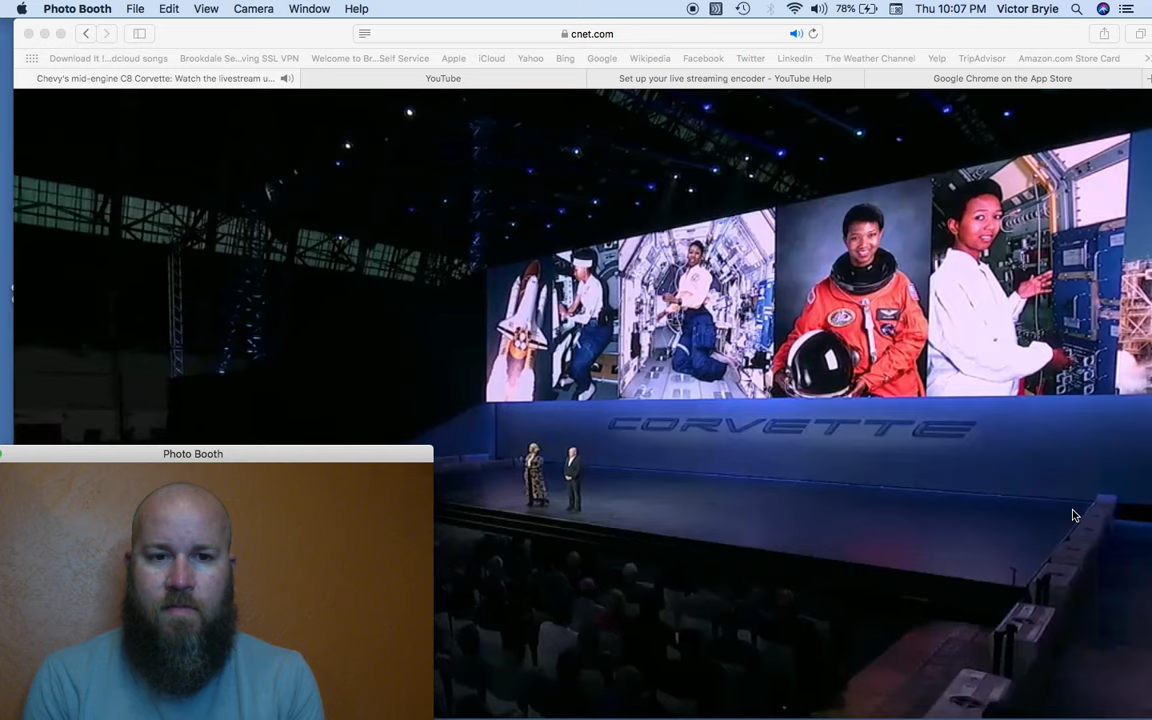 Photo Booth File Edit View Camera Window Help 78% Thu 10:07 PM Victor Bryie
cnet.com
Download It !...dcloud songs Brookdale Se...ving SSL VPN Welcome to Br...Self Service Apple iCloud Yahoo Bing Google Wikipedia Facebook Twitter LinkedIn The Weather Channel Yelp TripAdvisor Amazon.com Store Card
Chevy's mid-engine C8 Corvette: Watch the livestream u... YouTube Set up your live streaming encoder - YouTube Help Google Chrome on the App Store
CORVETTE
Photo Booth